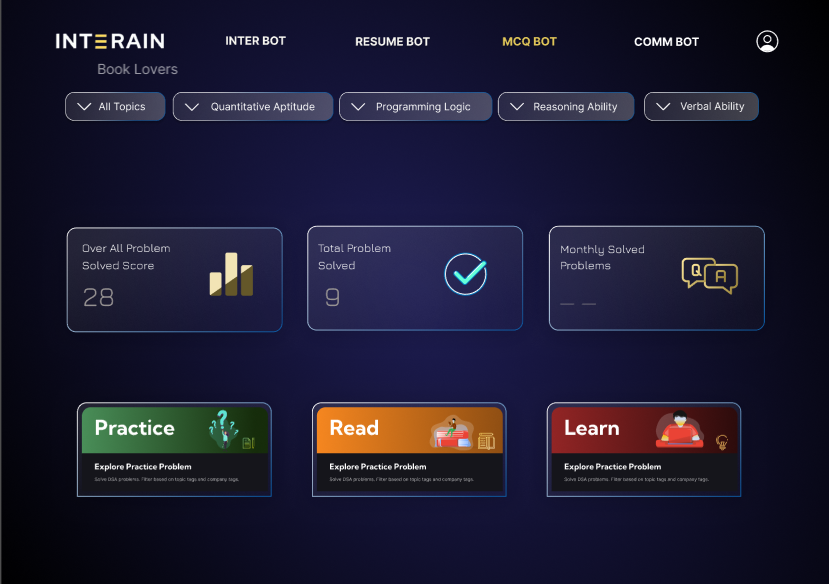 INTERAIN INTER BOT RESUME BOT MCQ BOT COMM BOT
Book Lovers
All Topics Quantitative Aptitude Programming Logic Reasoning Ability Verbal Ability
Over All Problem
Solved Score
28
Total Problem
Solved
9
Monthly Solved
Problems
_ _
Q A
Practice
Explore Practice Problem
Solve DSA problems. Filter based on topic tags and company tags.
Read
Explore Practice Problem
Solve DSA problems. Filter based on topic tags and company tags.
Learn
Explore Practice Problem
Solve DSA problems. Filter based on topic tags and company tags.